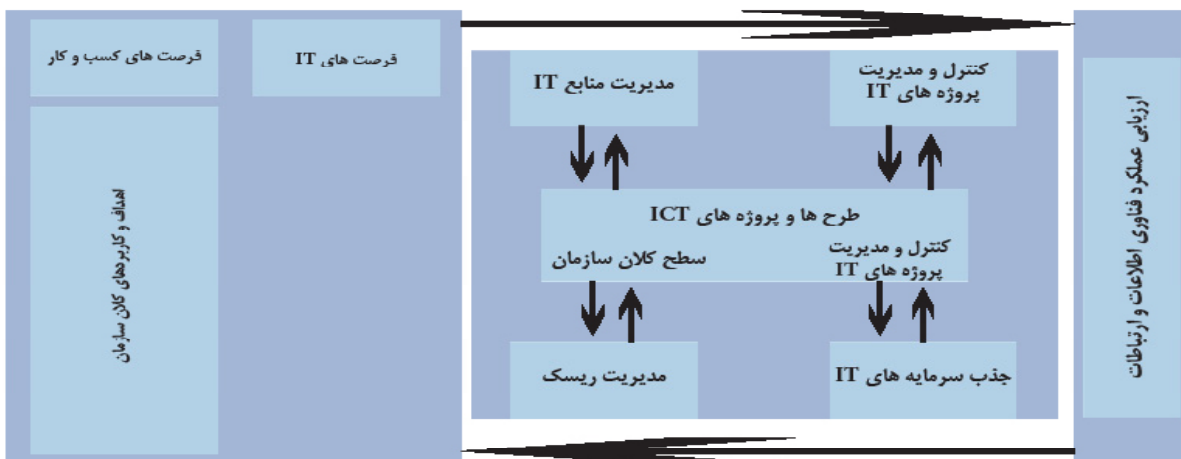 فرصت های کسب و کار
فرصت های IT
اهداف و کاربردهای کلان سازمان
مدیریت منابع IT
کنترل و مدیریت
پروژه های IT
طرح ها و پروژه های ICT
سطح کلان سازمان
کنترل و مدیریت
پروژه های IT
مدیریت ریسک
جذب سرمایه های IT
ارزیابی عملکرد فناوری اطلاعات و ارتباطات